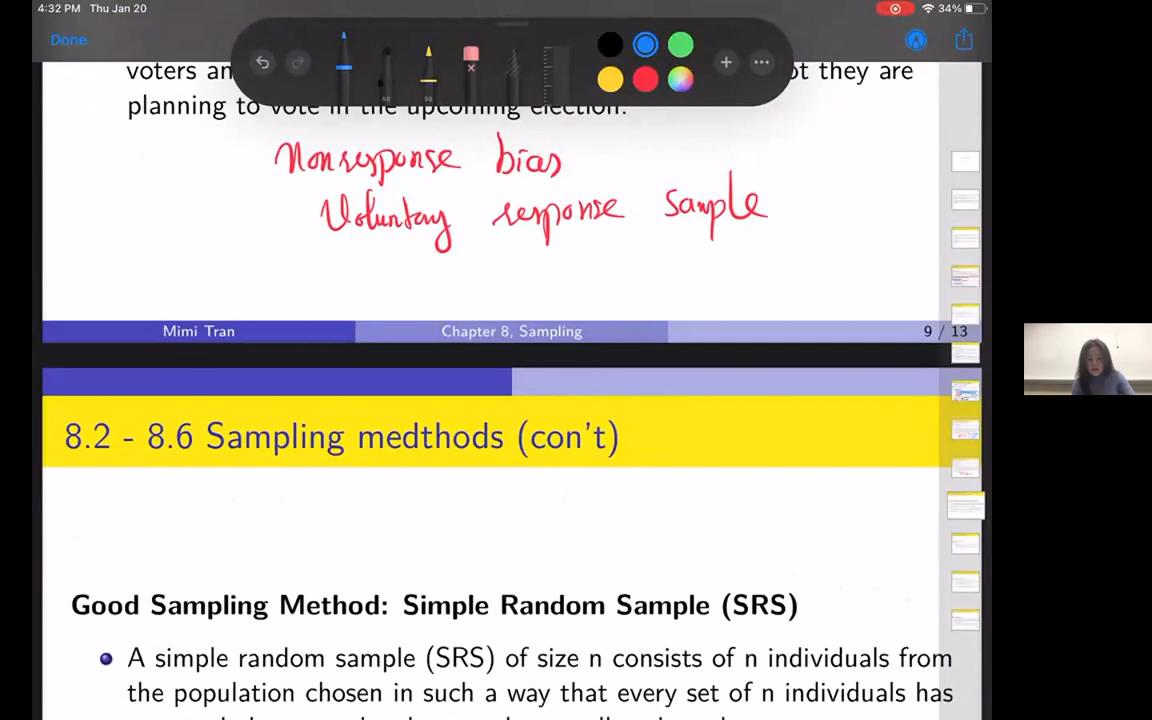 4:32 PM Thu Jan 20 34%
Done
voters an ot they are
planning to vote in the upcoming election.
Nonresponse bias
Voluntay response sample
Mimi Tran Chapter 8, Sampling 9 / 13
8.2 - 8.6 Sampling medthods (con't)
Good Sampling Method: Simple Random Sample (SRS)
A simple random sample (SRS) of size n consists of n individuals from
the population chosen in such a way that every set of n individuals has